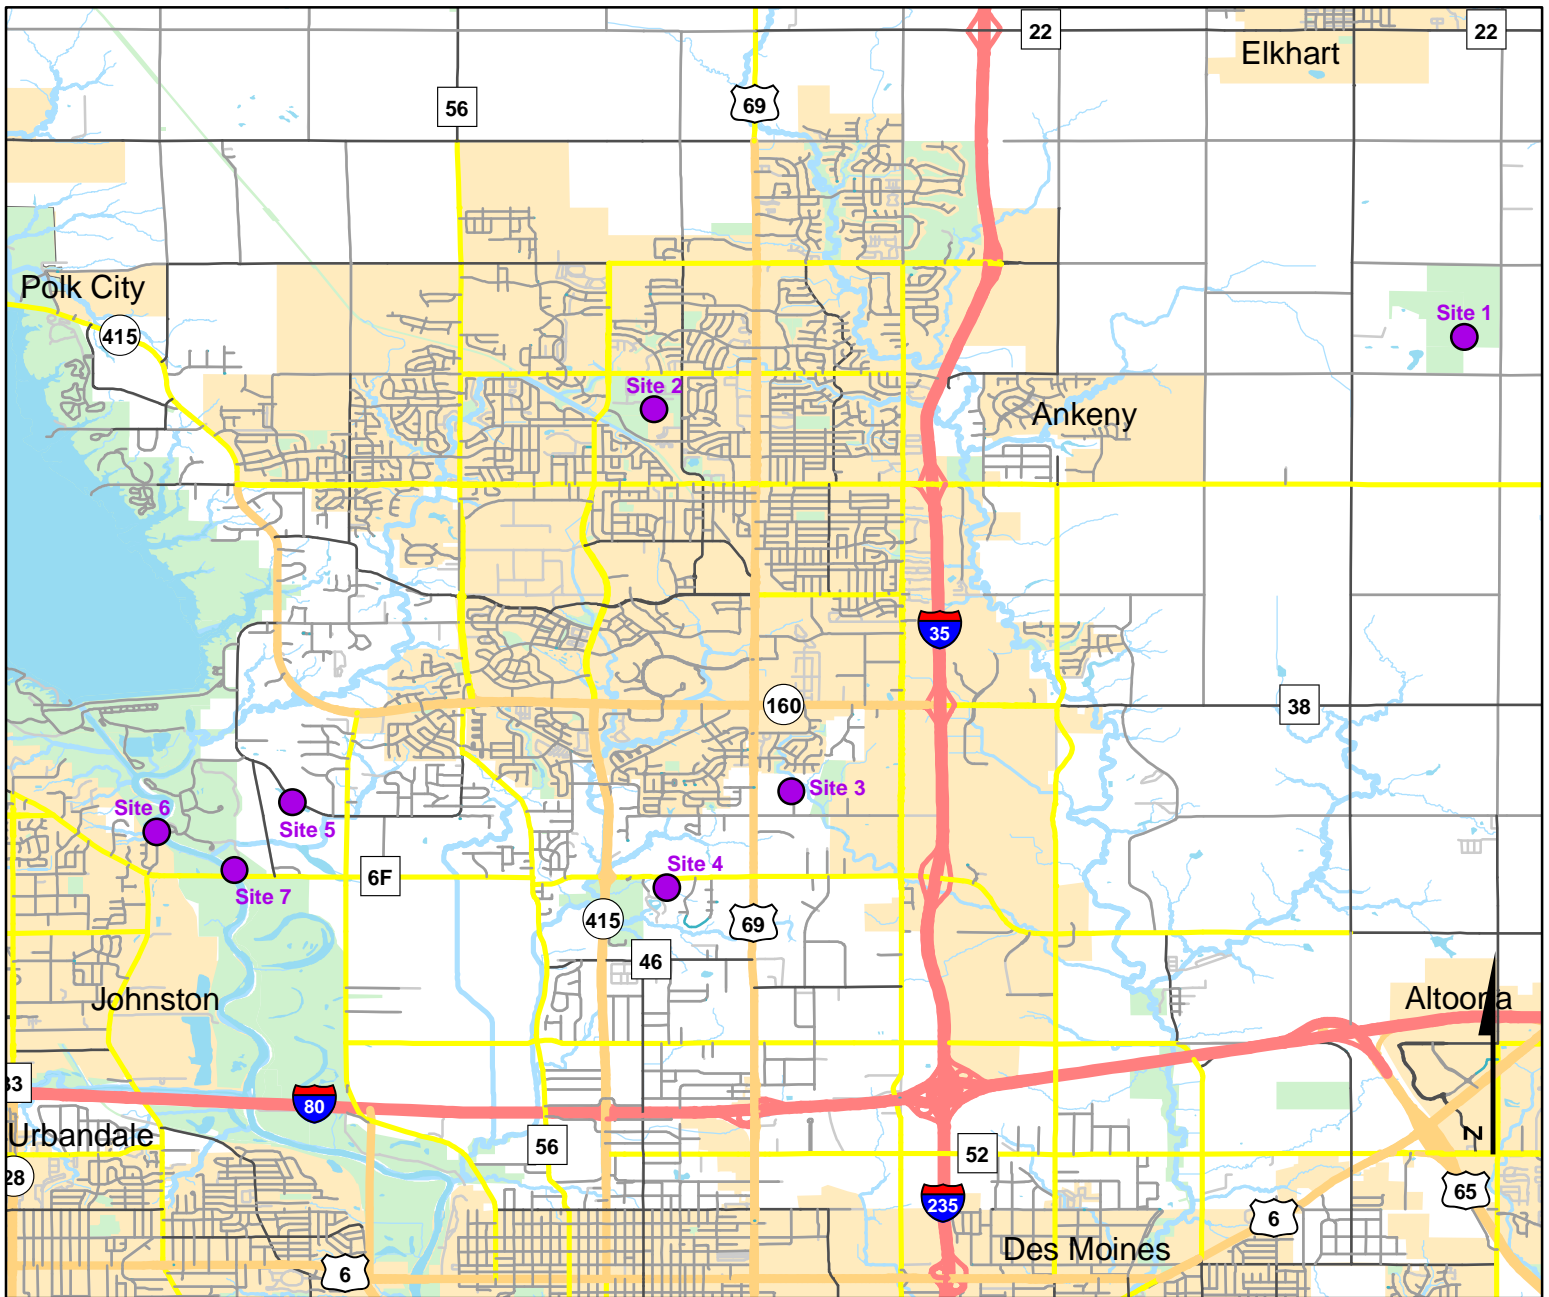 22
22
Elkhart
56
69
Polk City
415
Site 1
Site 2
Ankeny
35
160
38
Site 3
Site 6
Site 5
Site 4
6F
Site 7
415
69
46
Johnston
Altoona
33
80
Urbandale
56
52
N
28
235
65
6
Des Moines
6